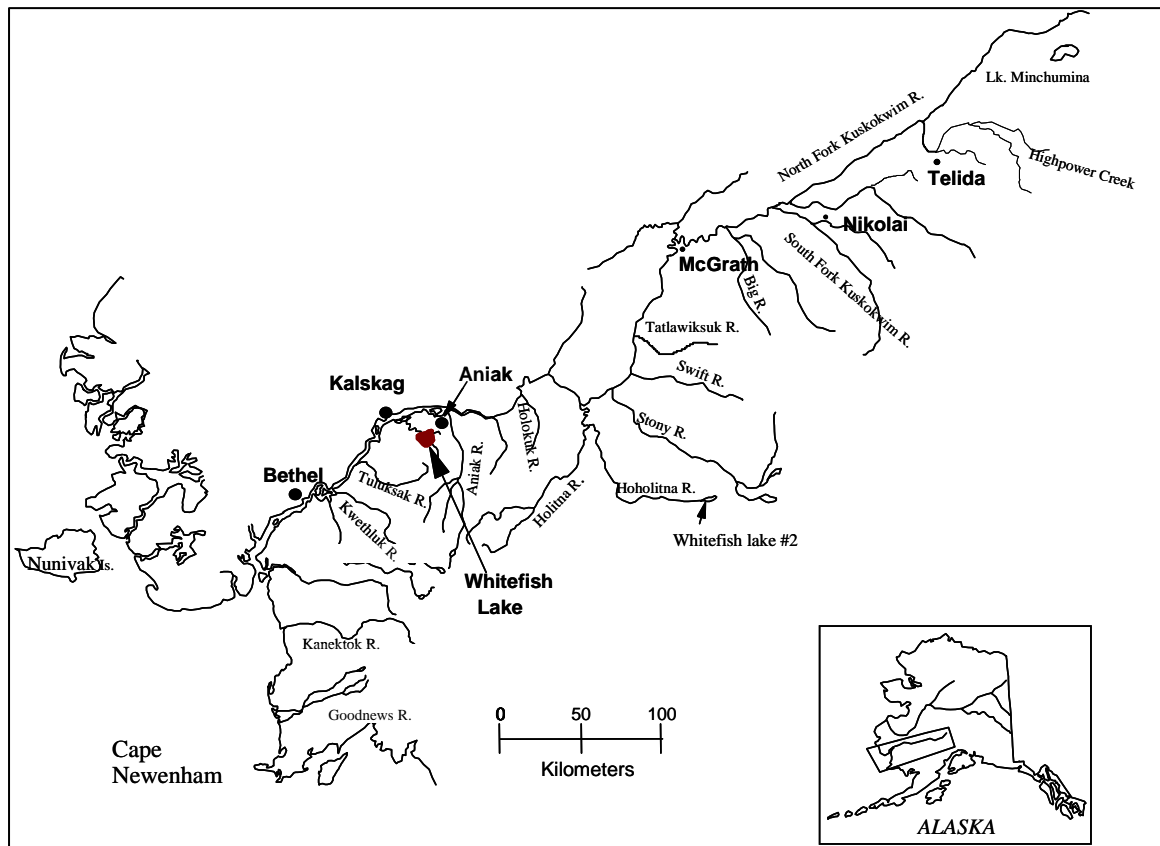 Lk. Minchumina
North Fork Kuskokwim R.
Highpower Creek
Telida
Nikolai
South Fork Kuskokwim R.
McGrath
Big R.
Tatlawiksuk R.
Swift R.
Stony R.
Aniak
Kalskag
Holokuk R.
Aniak R.
Holitna R.
Hoholitna R.
Whitefish lake #2
Bethel
Tuluksak R.
Kwethluk R.
Nunivak Is.
Whitefish
Lake
Kanektok R.
Goodnews R.
Cape
Newenham
0 50 100
Kilometers
ALASKA